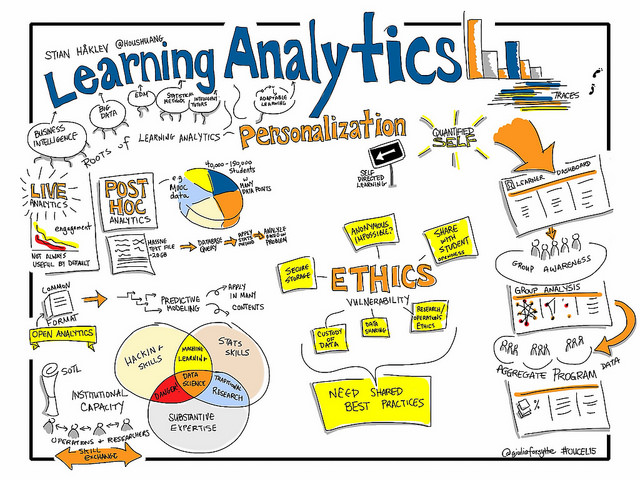 STIAN HÅKLEV @HOUSHUANG
Learning Analytics
TRACES
BUSINESS
INTELLIGENCE
BIG
DATA
EDM
STATISTICAL
METHODS
INTELLIGENT
TUTORS
ADAPTABLE
LEARNING
ROOTS of LEARNING ANALYTICS
Personalization
SELF
DIRECTED
LEARNING
QUANTIFIED
SELF
LIVE
ANALYTICS
engagement
NOT ALWAYS
USEFUL BY DEFAULT
POST
HOC
ANALYTICS
e.g.
MOOC
data
40,000-150,000
students
w.
MANY
DATA POINTS
MASSIVE
TEXT FILE
~20GB
DATABASE
QUERY
APPLY
STATS
ANALYZE
PROBLEM
COMMON
FORMAT
OPEN ANALYTICS
PREDICTIVE
MODELING
APPLY
IN MANY
CONTENTS
HACKING
SKILLS
MACHINE
LEARNING
STATS
SKILLS
DATA
SCIENCE
DANGER
TRADITIONAL
RESEARCH
SUBSTANTIVE
EXPERTISE
SOTL
INSTITUTIONAL
CAPACITY
OPERATIONS & RESEARCHERS
SKILL
EXCHANGE
ANONYMOUS
IMPOSSIBLE?
SHARE
WITH
STUDENT
OPENNESS
SECURE
STORAGE
ETHICS
VULNERABILITY
CUSTODY
OF
DATA
DATA
SHARING
RESEARCH/
OPERATIONS
ETHICS
NEED SHARED
BEST PRACTICES
LEARNER DASHBOARD
GROUP AWARENESS
GROUP ANALYSIS
DATA
AGGREGATE PROGRAM
%
@giuliaforsythe #OUCEL15